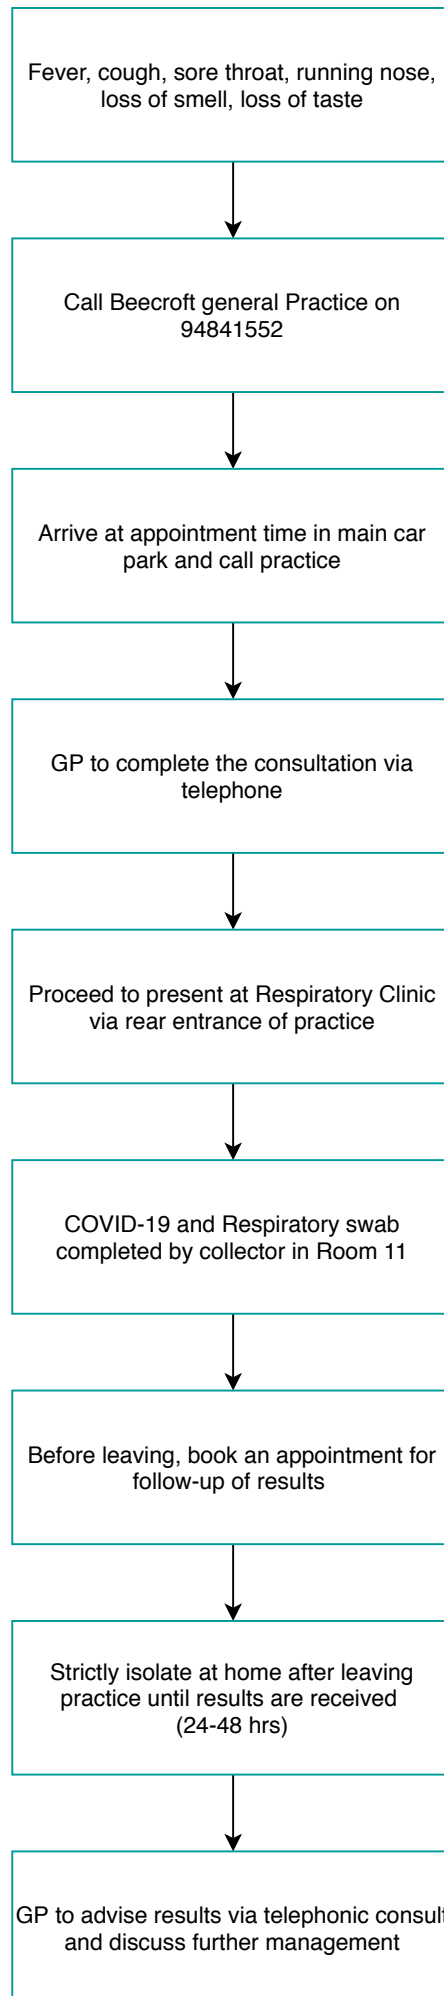 Fever, cough, sore throat, running nose,
loss of smell, loss of taste
Call Beecroft general Practice on
94841552
Arrive at appointment time in main car
park and call practice
GP to complete the consultation via
telephone
Proceed to present at Respiratory Clinic
via rear entrance of practice
COVID-19 and Respiratory swab
completed by collector in Room 11
Before leaving, book an appointment for
follow-up of results
Strictly isolate at home after leaving
practice until results are received
(24-48 hrs)
GP to advise results via telephonic consult
and discuss further management